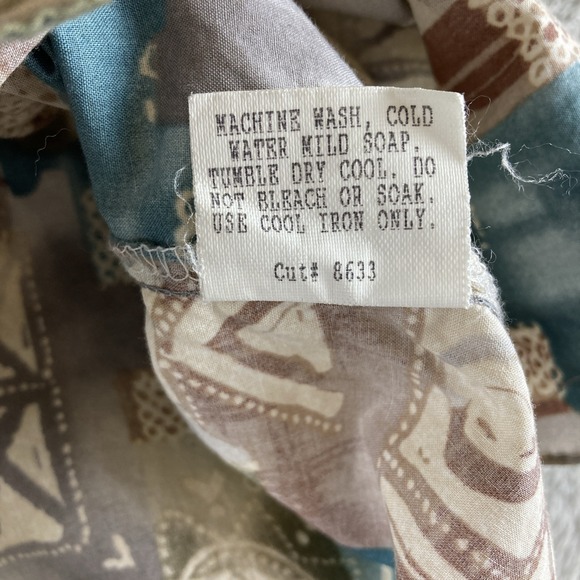 MACHINE WASH, COLD
WATER MILD SOAP.
TUMBLE DRY COOL. DO
NOT BLEACH OR SOAK.
USE COOL IRON ONLY.
Cut# 8633